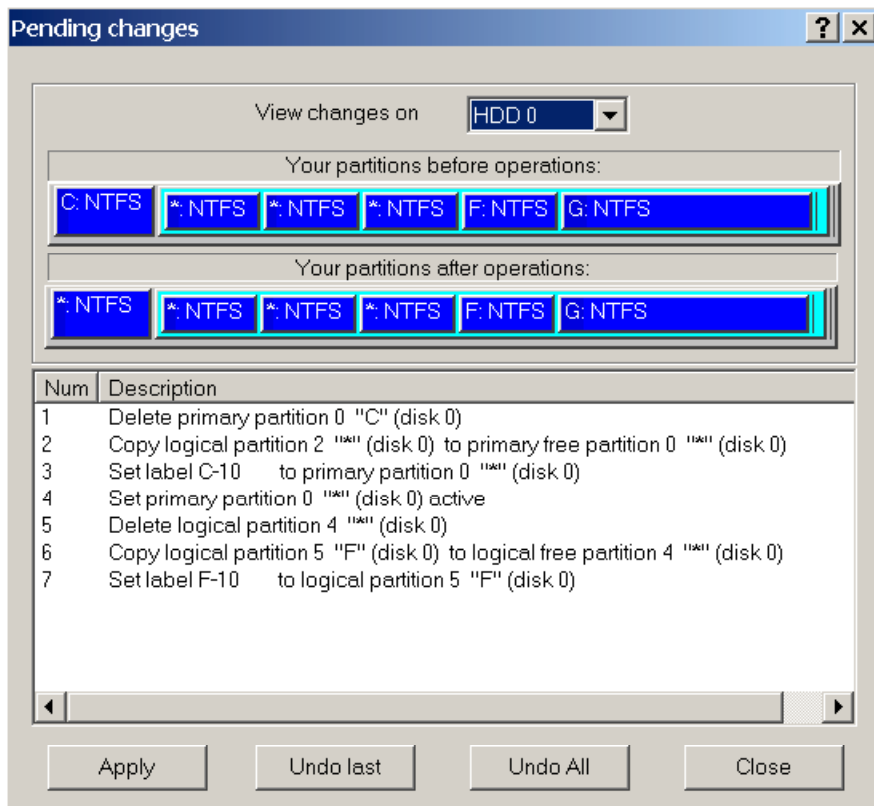 Pending changes
View changes on HDD 0
Your partitions before operations:
C: NTFS *: NTFS *: NTFS *: NTFS F: NTFS G: NTFS
Your partitions after operations:
*: NTFS *: NTFS *: NTFS *: NTFS F: NTFS G: NTFS
Num Description
1 Delete primary partition 0 "C" (disk 0)
2 Copy logical partition 2 "*" (disk 0) to primary free partition 0 "*" (disk 0)
3 Set label C-10 to primary partition 0 "*" (disk 0)
4 Set primary partition 0 "*" (disk 0) active
5 Delete logical partition 4 "*" (disk 0)
6 Copy logical partition 5 "F" (disk 0) to logical free partition 4 "*" (disk 0)
7 Set label F-10 to logical partition 5 "F" (disk 0)
Apply Undo last Undo All Close